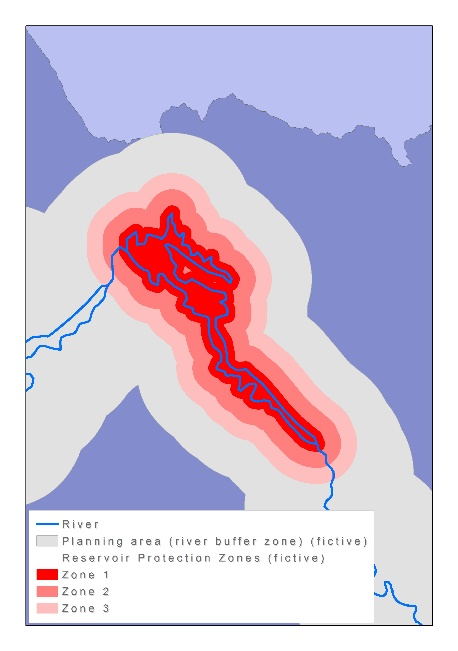 River
Planning area (river buffer zone) (fictive)
Reservoir Protection Zones (fictive)
Zone 1
Zone 2
Zone 3